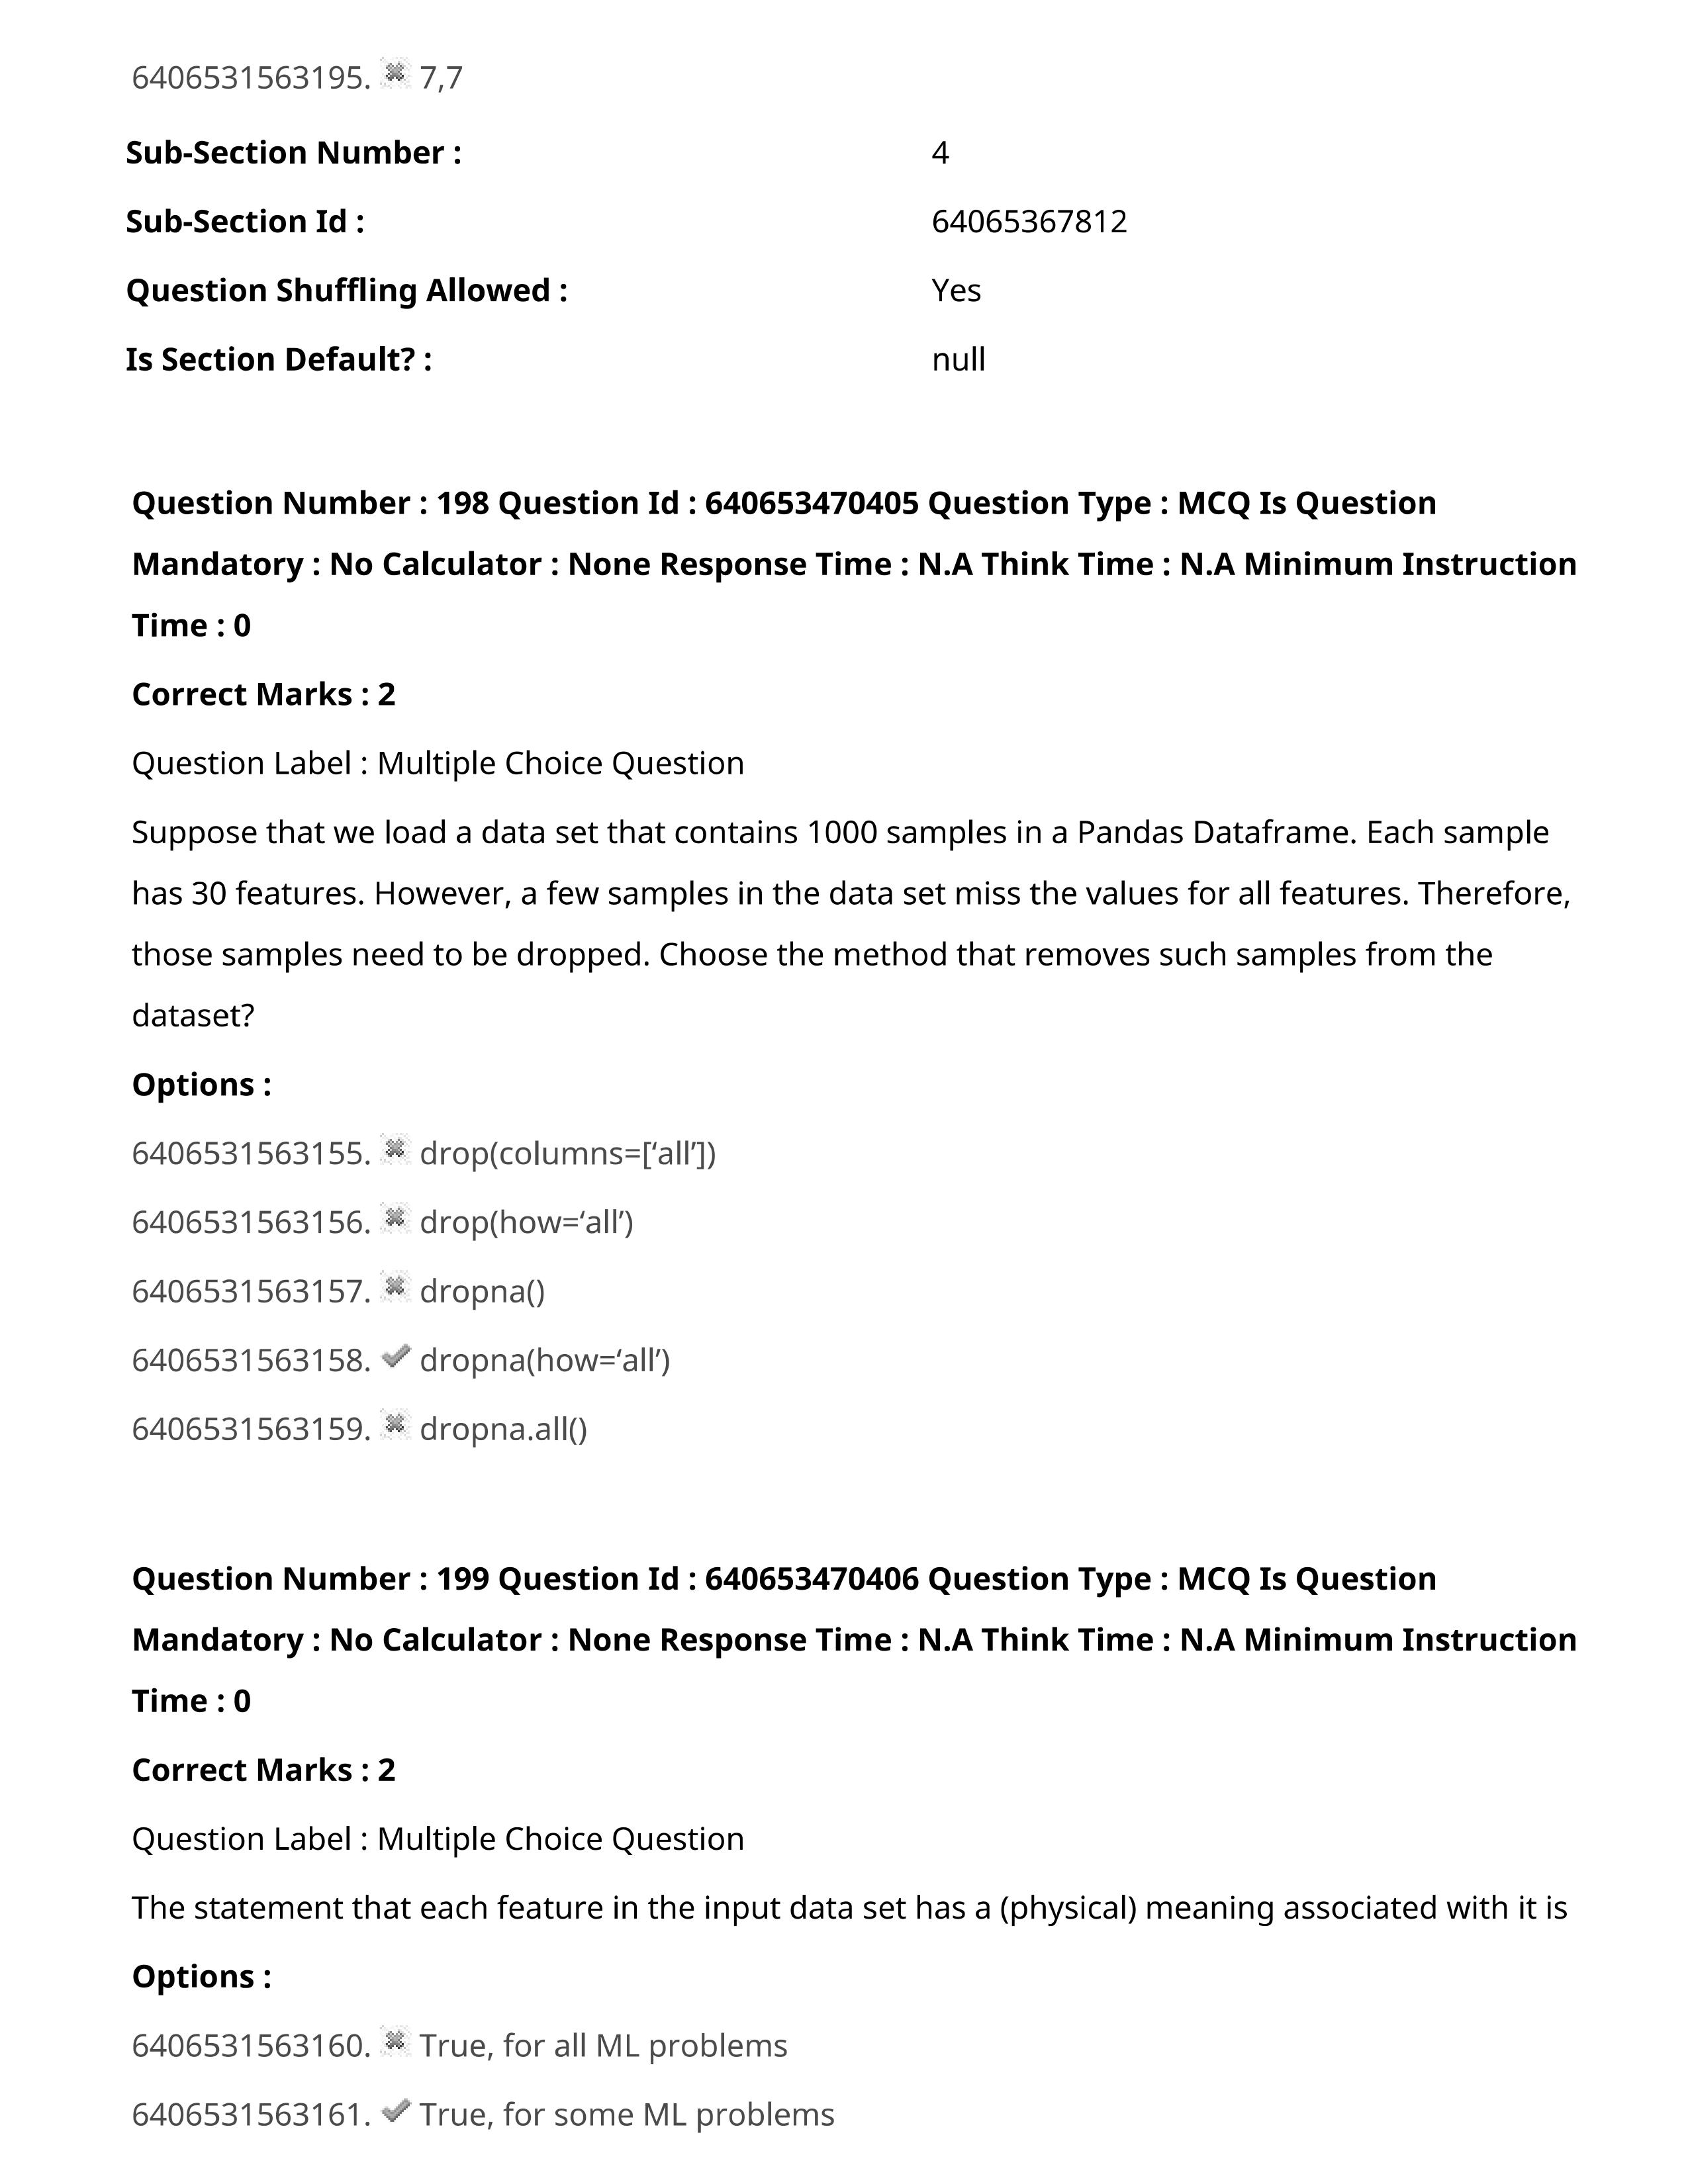 6406531563195. 7,7
Sub-Section Number : 4
Sub-Section Id : 64065367812
Question Shuffling Allowed : Yes
Is Section Default? : null
Question Number : 198 Question Id : 640653470405 Question Type : MCQ Is Question
Mandatory : No Calculator : None Response Time : N.A Think Time : N.A Minimum Instruction
Time : 0
Correct Marks : 2
Question Label : Multiple Choice Question
Suppose that we load a data set that contains 1000 samples in a Pandas Dataframe. Each sample
has 30 features. However, a few samples in the data set miss the values for all features. Therefore,
those samples need to be dropped. Choose the method that removes such samples from the
dataset?
Options :
6406531563155. drop(columns=[‘all’])
6406531563156. drop(how=‘all’)
6406531563157. dropna()
6406531563158. dropna(how=‘all’)
6406531563159. dropna.all()
Question Number : 199 Question Id : 640653470406 Question Type : MCQ Is Question
Mandatory : No Calculator : None Response Time : N.A Think Time : N.A Minimum Instruction
Time : 0
Correct Marks : 2
Question Label : Multiple Choice Question
The statement that each feature in the input data set has a (physical) meaning associated with it is
Options :
6406531563160. True, for all ML problems
6406531563161. True, for some ML problems